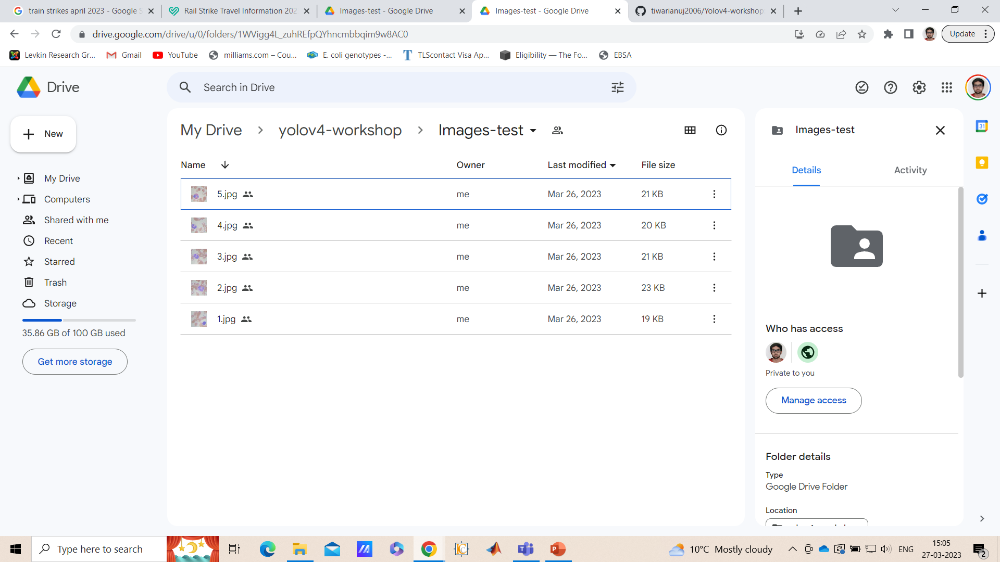 train strikes april 2023 - Google S
Rail Strike Travel Information 202
Images-test - Google Drive
Images-test - Google Drive
tiwarianuj2006/Yolov4-workshop
drive.google.com/drive/u/0/folders/1WVigg4L_zuhREfpQYhncmbbqim9w8AC0
Update
Levkin Research Gr...
Gmail
YouTube
milliams.com – Cou...
E. coli genotypes -...
TLScontact Visa Ap...
Eligibility — The Fo...
EBSA
Drive
Search in Drive
New
My Drive
Computers
Shared with me
Recent
Starred
Trash
Storage
35.86 GB of 100 GB used
Get more storage
My Drive > yolov4-workshop > Images-test
Name Owner Last modified File size
5.jpg me Mar 26, 2023 21 KB
4.jpg me Mar 26, 2023 20 KB
3.jpg me Mar 26, 2023 21 KB
2.jpg me Mar 26, 2023 23 KB
1.jpg me Mar 26, 2023 19 KB
Images-test
Details Activity
Who has access
Private to you
Manage access
Folder details
Type
Google Drive Folder
Location
31
Type here to search
10°C Mostly cloudy
ENG
15:05
27-03-2023
2